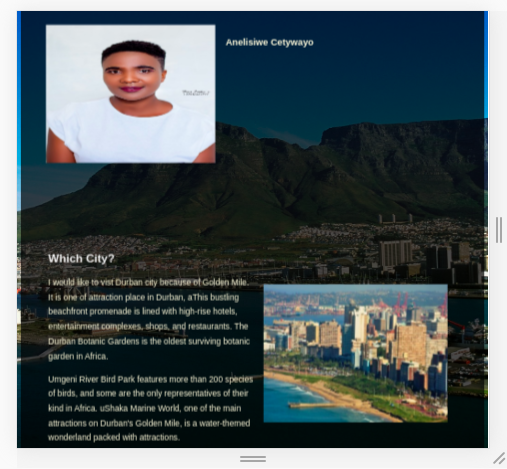 Anelisiwe Cetywayo
Which City?
I would like to vist Durban city because of Golden Mile.
It is one of attraction place in Durban, aThis bustling
beachfront promenade is lined with high-rise hotels,
entertainment complexes, shops, and restaurants. The
Durban Botanic Gardens is the oldest surviving botanic
garden in Africa.
Umgeni River Bird Park features more than 200 species
of birds, and some are the only representatives of their
kind in Africa. uShaka Marine World, one of the main
attractions on Durban's Golden Mile, is a water-themed
wonderland packed with attractions.